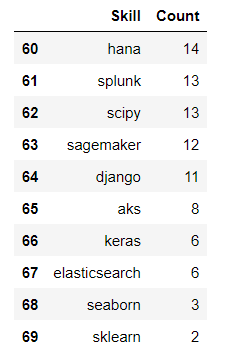 Skill Count
60 hana 14
61 splunk 13
62 scipy 13
63 sagemaker 12
64 django 11
65 aks 8
66 keras 6
67 elasticsearch 6
68 seaborn 3
69 sklearn 2